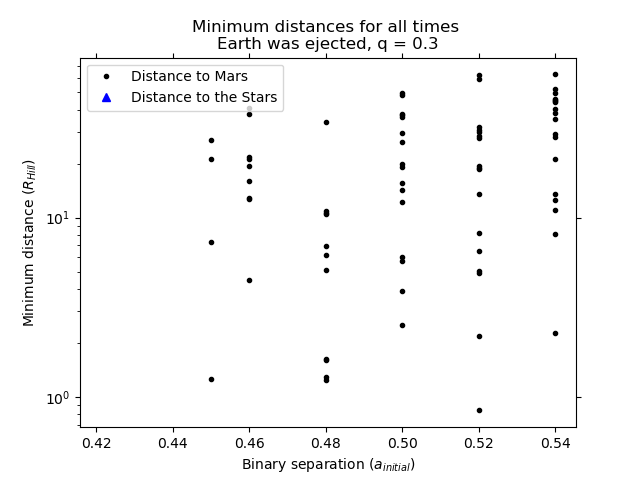 Minimum distances for all times
Earth was ejected, q = 0.3
Distance to Mars
Distance to the Stars
Minimum distance (R_Hill)
10^1
10^0
0.42 0.44 0.46 0.48 0.50 0.52 0.54
Binary separation (a_initial)